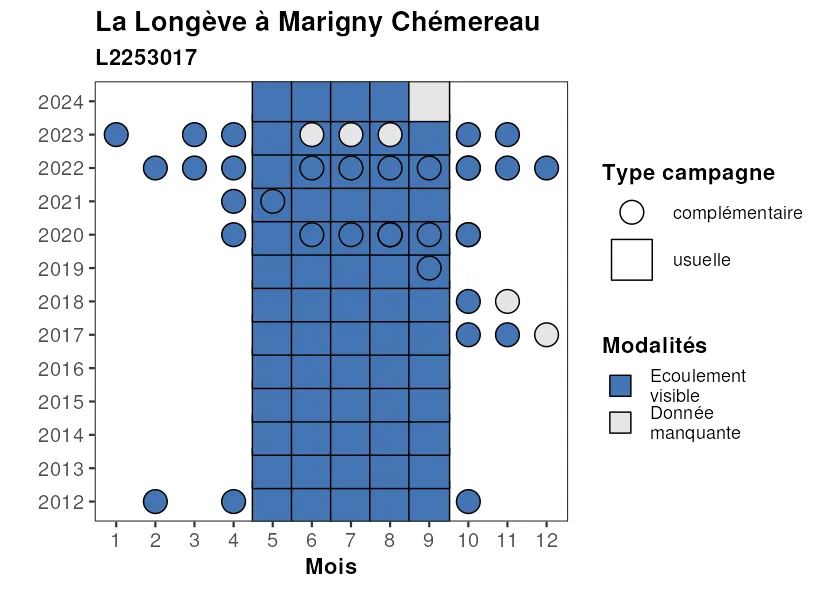 La Longève à Marigny Chémereau
L2253017
2024
2023
2022
2021
2020
2019
2018
2017
2016
2015
2014
2013
2012
1 2 3 4 5 6 7 8 9 10 11 12
Mois
Type campagne
complémentaire
usuelle
Modalités
Ecoulement
visible
Donnée
manquante